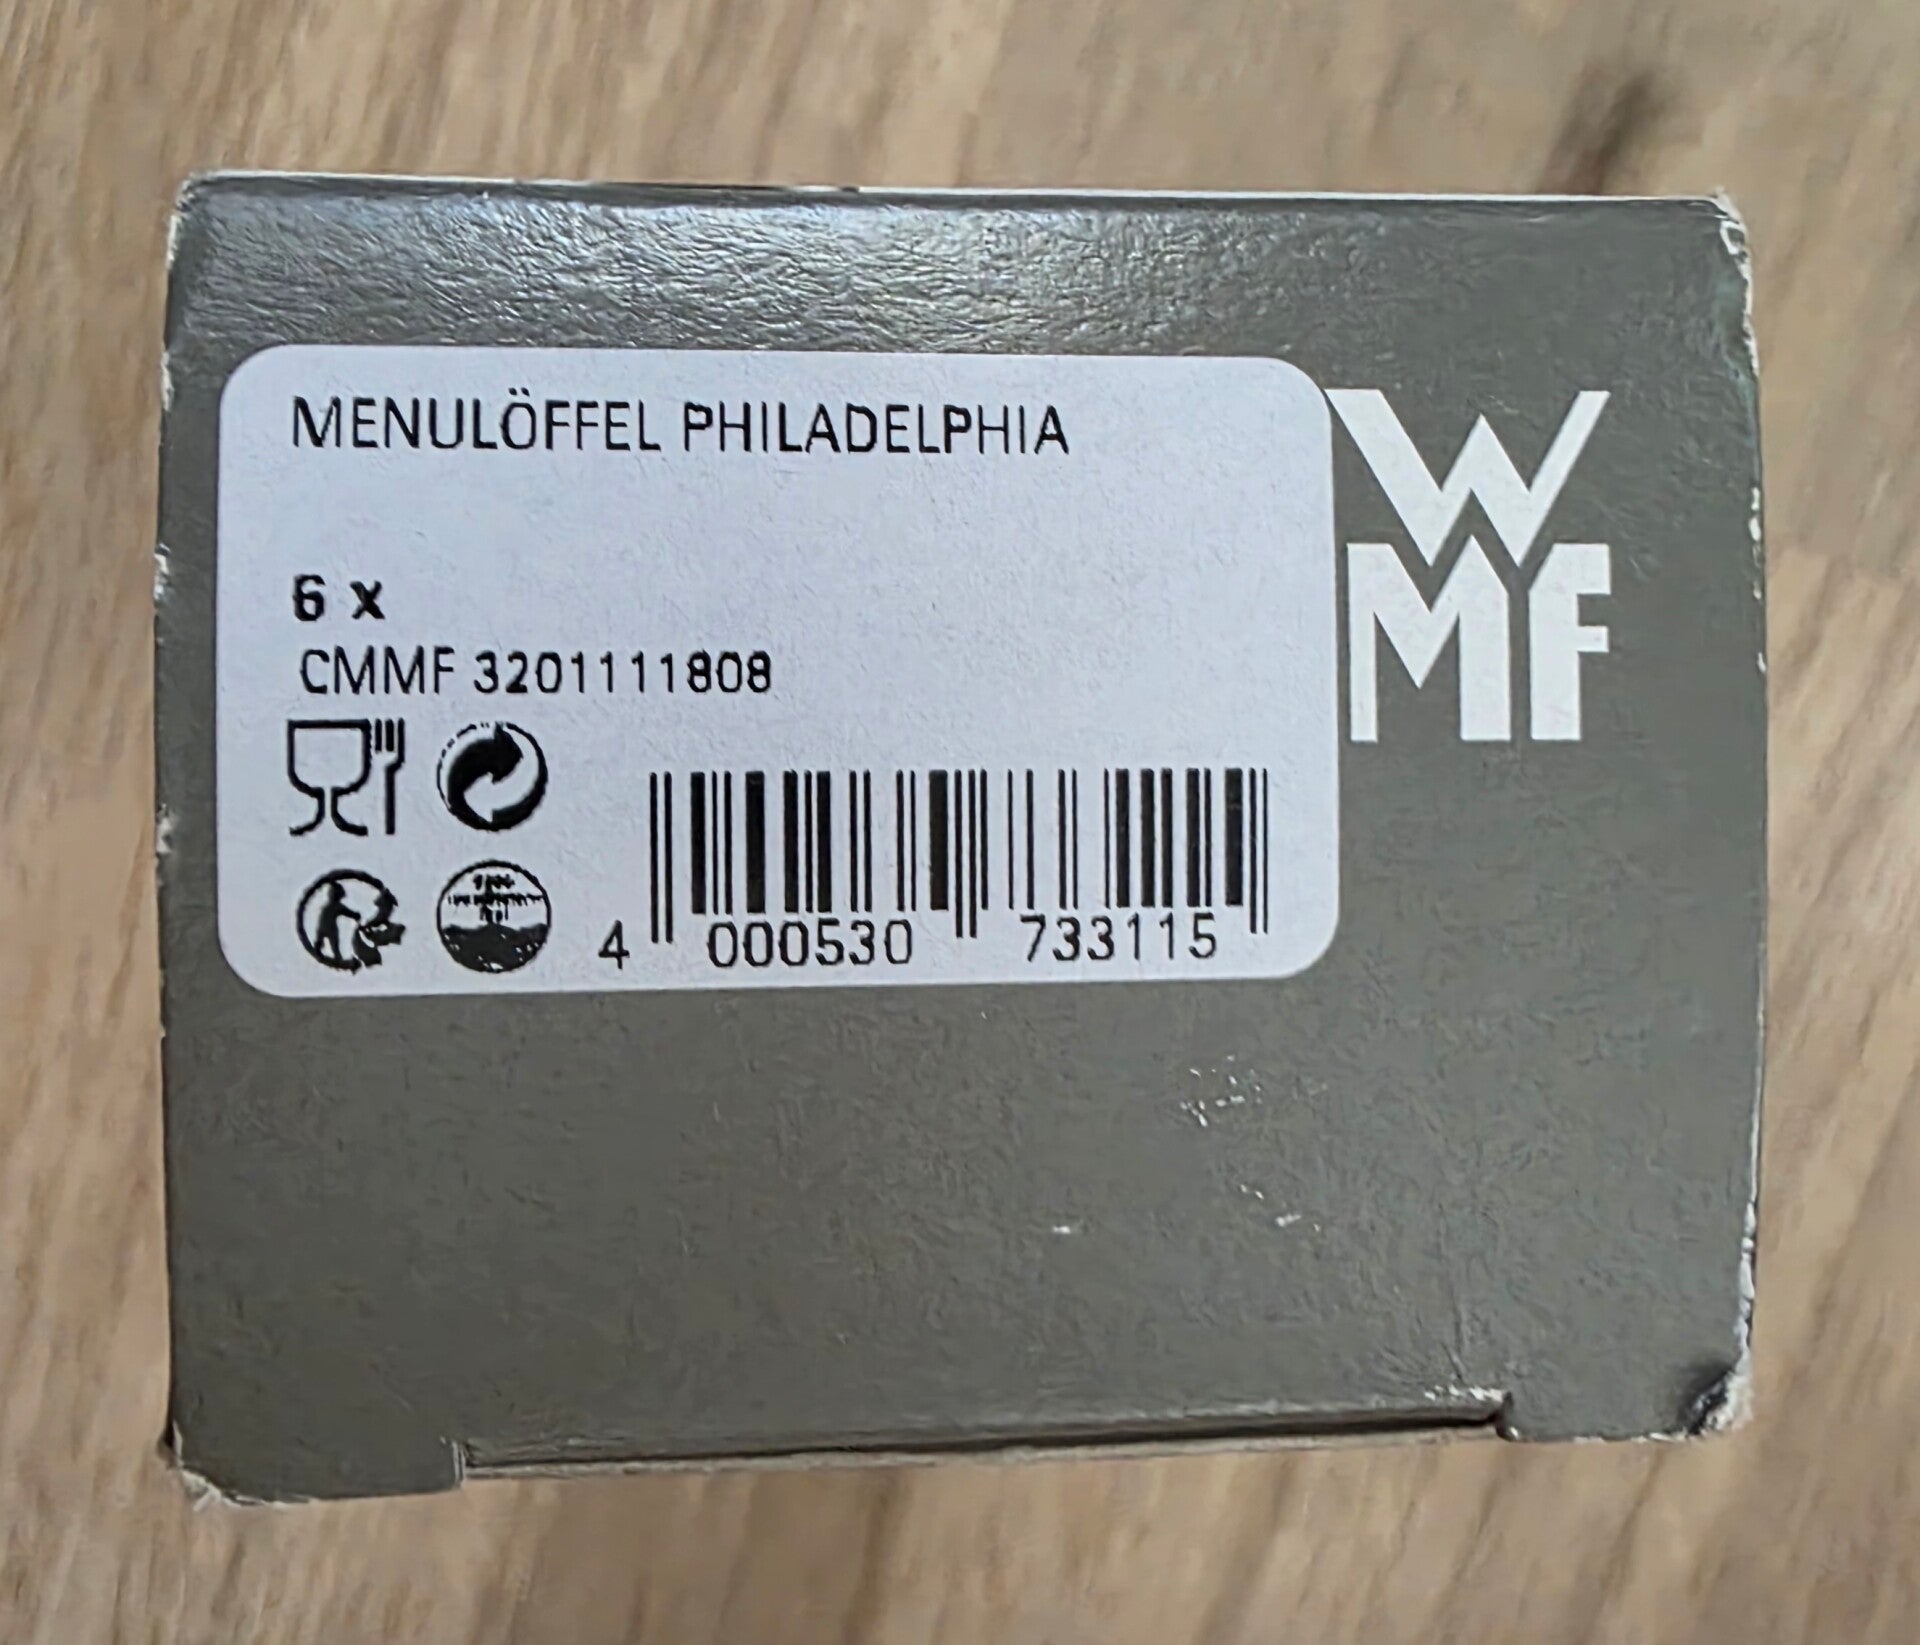 MENULÖFFEL PHILADELPHIA
6 x
CMMF 3201111808
WMF
4 000530 733115